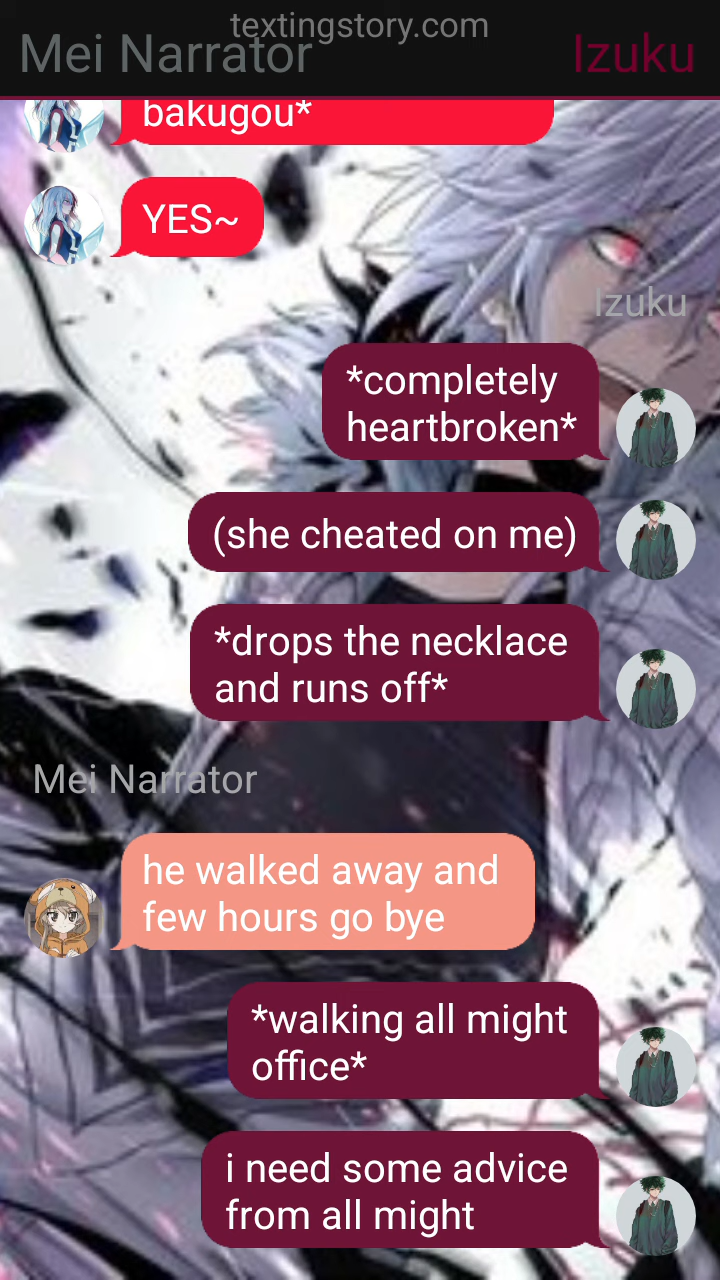 textingstory.com
Mei Narrator
Izuku
bakugou*
YES~
Izuku
*completely
heartbroken*
(she cheated on me)
*drops the necklace
and runs off*
Mei Narrator
he walked away and
few hours go bye
*walking all might
office*
i need some advice
from all might